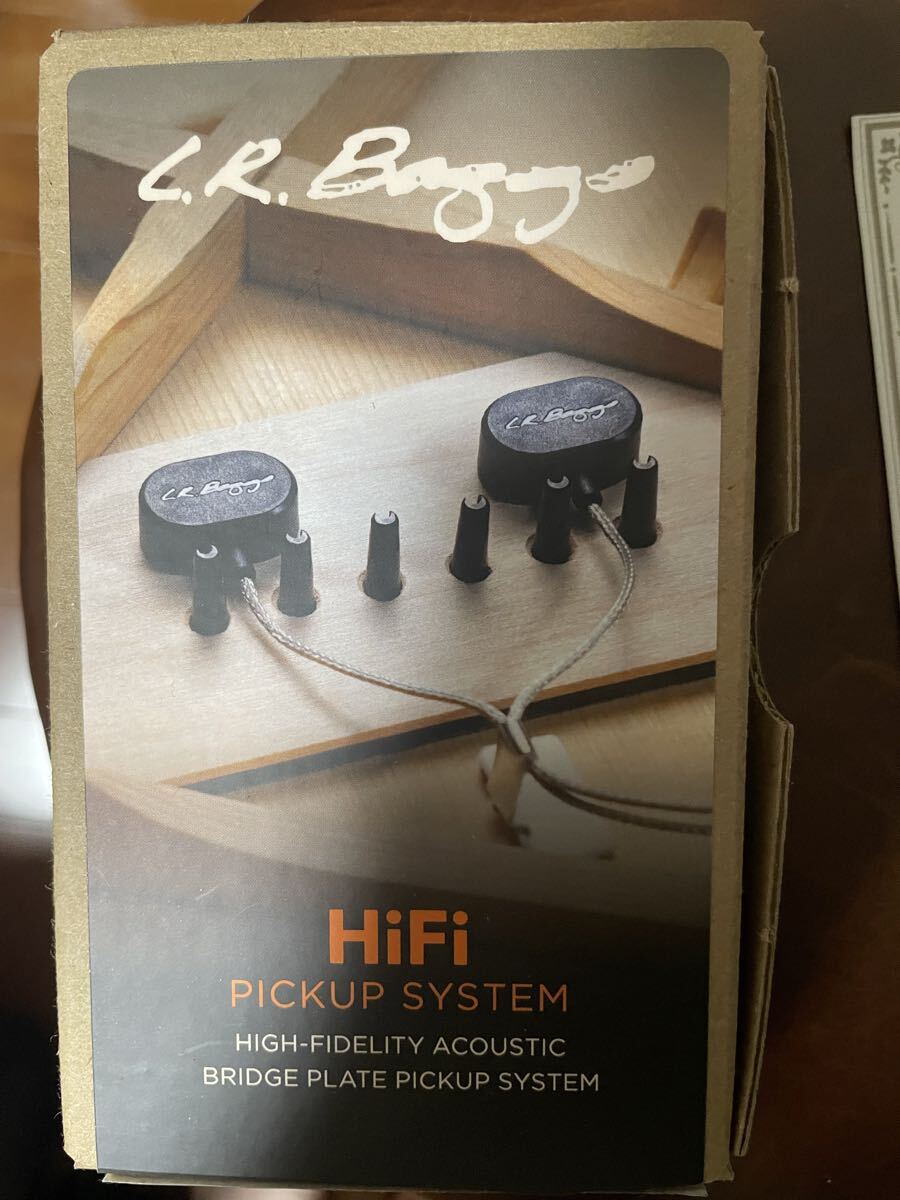 L.R. Baggs
L.R. Baggs
L.R. Baggs
HiFi
PICKUP SYSTEM
HIGH-FIDELITY ACOUSTIC
BRIDGE PLATE PICKUP SYSTEM